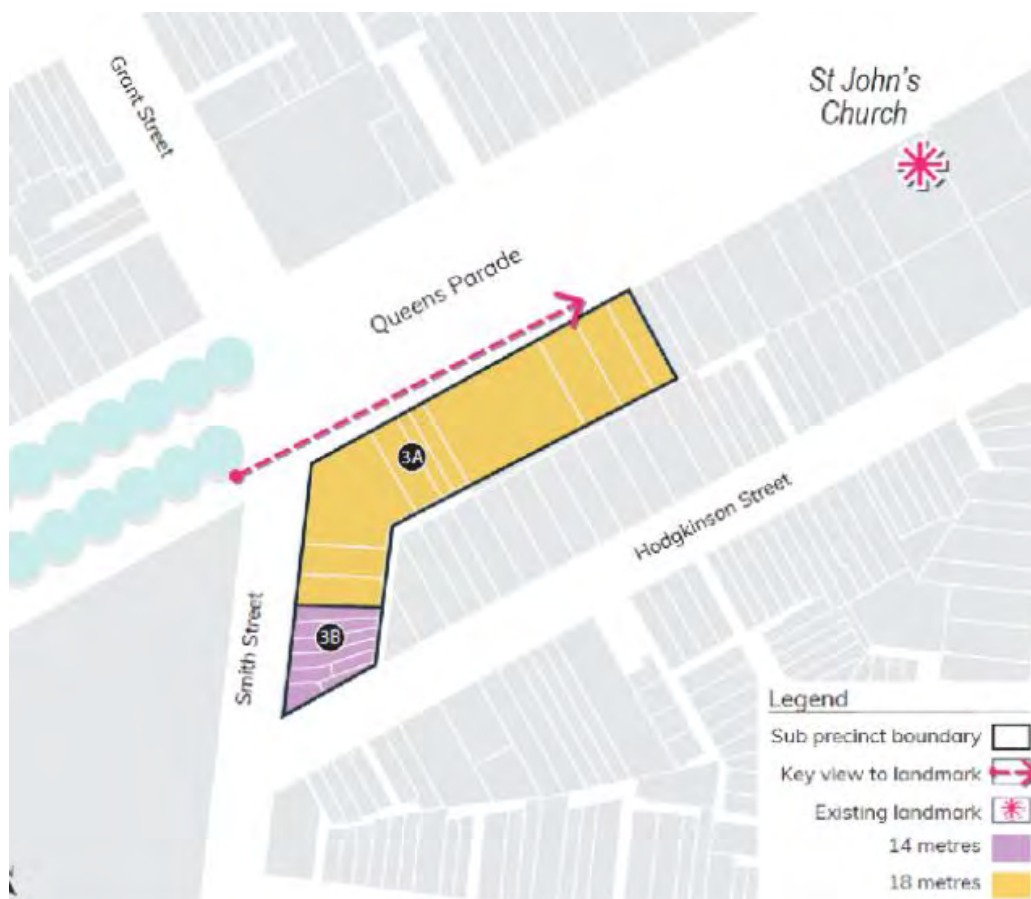 Grant Street
St John's
Church
Queens Parade
3A
Hodgkinson Street
3B
Smith Street
Legend
Sub precinct boundary
Key view to landmark
Existing landmark
14 metres
18 metres